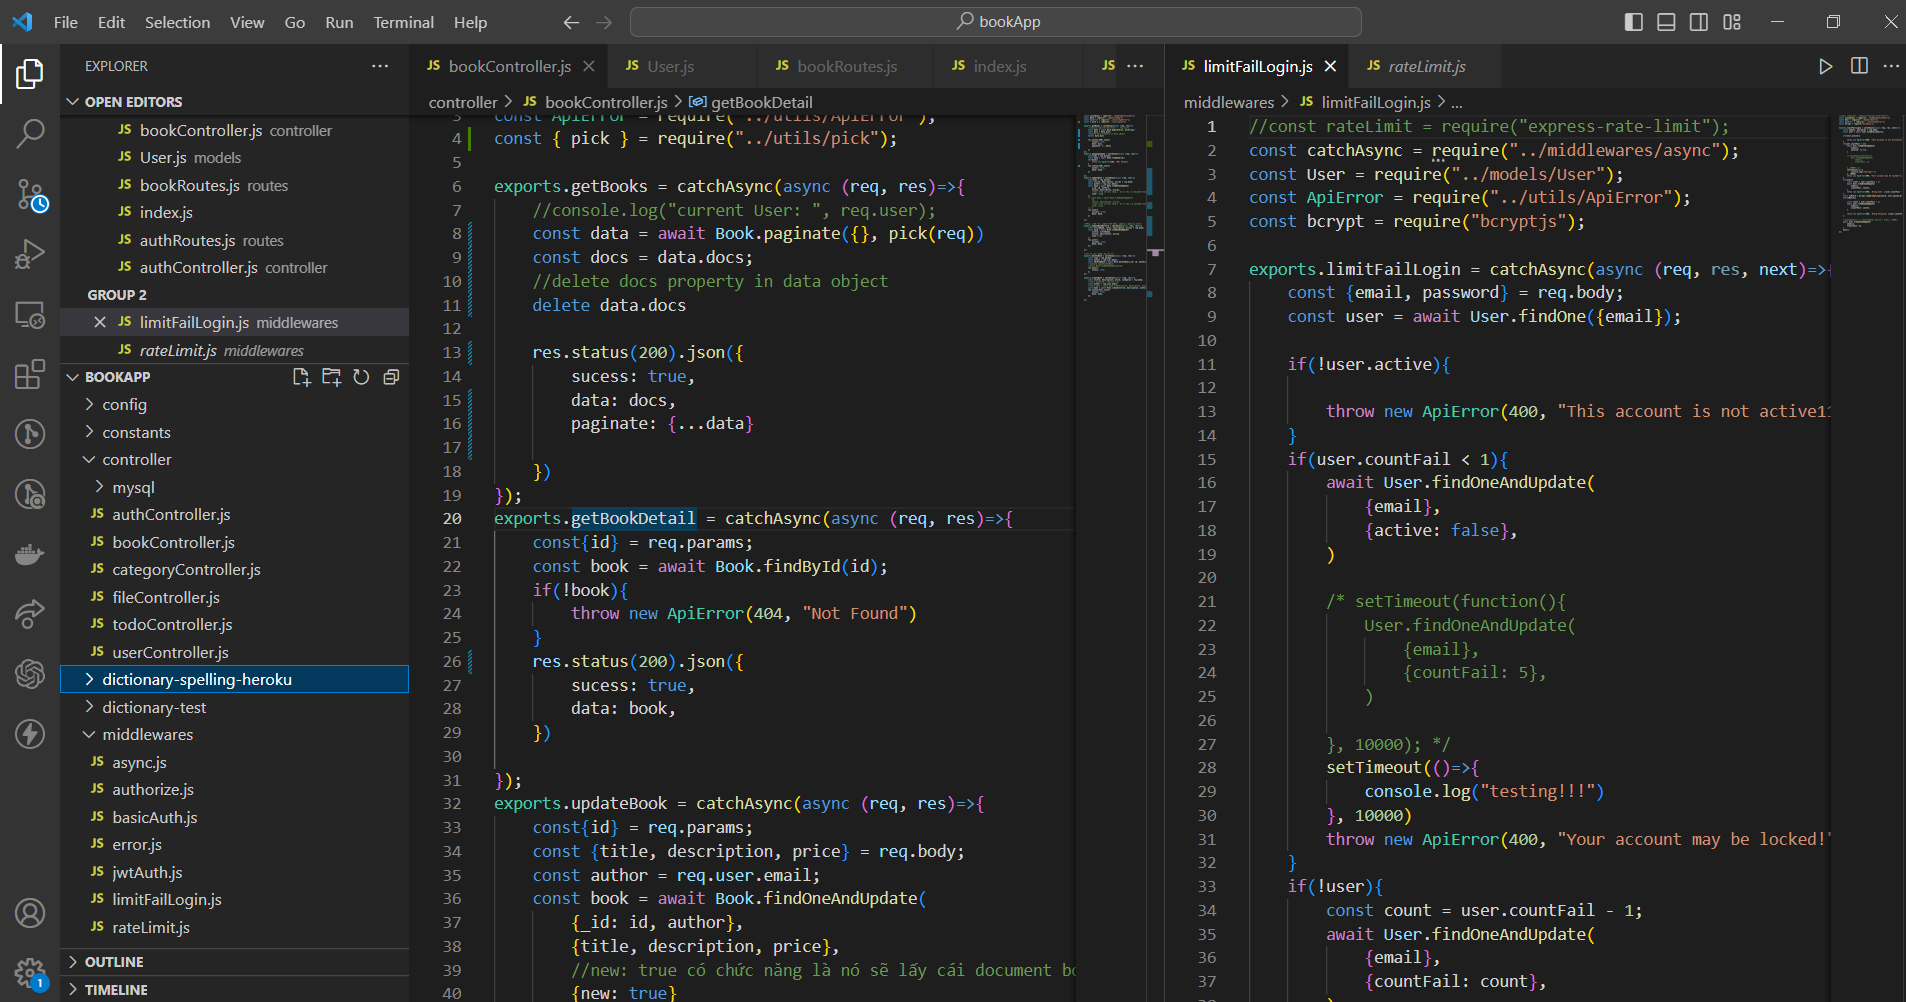 File Edit Selection View Go Run Terminal Help
bookApp
EXPLORER
OPEN EDITORS
JS bookController.js controller
JS User.js models
JS bookRoutes.js routes
JS index.js
JS authRoutes.js routes
JS authController.js controller
GROUP 2
JS limitFailLogin.js middlewares
JS rateLimit.js middlewares
BOOKAPP
config
constants
controller
mysql
JS authController.js
JS bookController.js
JS categoryController.js
JS fileController.js
JS todoController.js
JS userController.js
dictionary-spelling-heroku
dictionary-test
middlewares
JS async.js
JS authorize.js
JS basicAuth.js
JS error.js
JS jwtAuth.js
JS limitFailLogin.js
JS rateLimit.js
OUTLINE
TIMELINE
1
JS bookController.js
JS User.js
JS bookRoutes.js
JS index.js
JS
controller > JS bookController.js > getBookDetail
3 const ApiError = require("../utils/ApiError");
4 const { pick } = require("../utils/pick");
5
6 exports.getBooks = catchAsync(async (req, res)=>{
7 //console.log("current User: ", req.user);
8 const data = await Book.paginate({}, pick(req))
9 const docs = data.docs;
10 //delete docs property in data object
11 delete data.docs
12
13 res.status(200).json({
14 sucess: true,
15 data: docs,
16 paginate: {...data}
17
18 })
19 });
20 exports.getBookDetail = catchAsync(async (req, res)=>{
21 const{id} = req.params;
22 const book = await Book.findById(id);
23 if(!book){
24 throw new ApiError(404, "Not Found")
25 }
26 res.status(200).json({
27 sucess: true,
28 data: book,
29 })
30
31 });
32 exports.updateBook = catchAsync(async (req, res)=>{
33 const{id} = req.params;
34 const {title, description, price} = req.body;
35 const author = req.user.email;
36 const book = await Book.findOneAndUpdate(
37 {_id: id, author},
38 {title, description, price},
39 //new: true có chức năng là nó sẽ lấy cái document
40 {new: true}
JS limitFailLogin.js
JS rateLimit.js
middlewares > JS limitFailLogin.js > ...
1 //const rateLimit = require("express-rate-limit");
2 const catchAsync = require("../middlewares/async");
3 const User = require("../models/User");
4 const ApiError = require("../utils/ApiError");
5 const bcrypt = require("bcryptjs");
6
7 exports.limitFailLogin = catchAsync(async (req, res, next)=>{
8 const {email, password} = req.body;
9 const user = await User.findOne({email});
10
11 if(!user.active){
12
13 throw new ApiError(400, "This account is not active11
14 }
15 if(user.countFail < 1){
16 await User.findOneAndUpdate(
17 {email},
18 {active: false},
19 )
20
21 /* setTimeout(function(){
22 User.findOneAndUpdate(
23 {email},
24 {countFail: 5},
25 )
26
27 }, 10000); */
28 setTimeout(()=>{
29 console.log("testing!!!")
30 }, 10000)
31 throw new ApiError(400, "Your account may be locked!"
32 }
33 if(!user){
34 const count = user.countFail - 1;
35 await User.findOneAndUpdate(
36 {email},
37 {countFail: count},